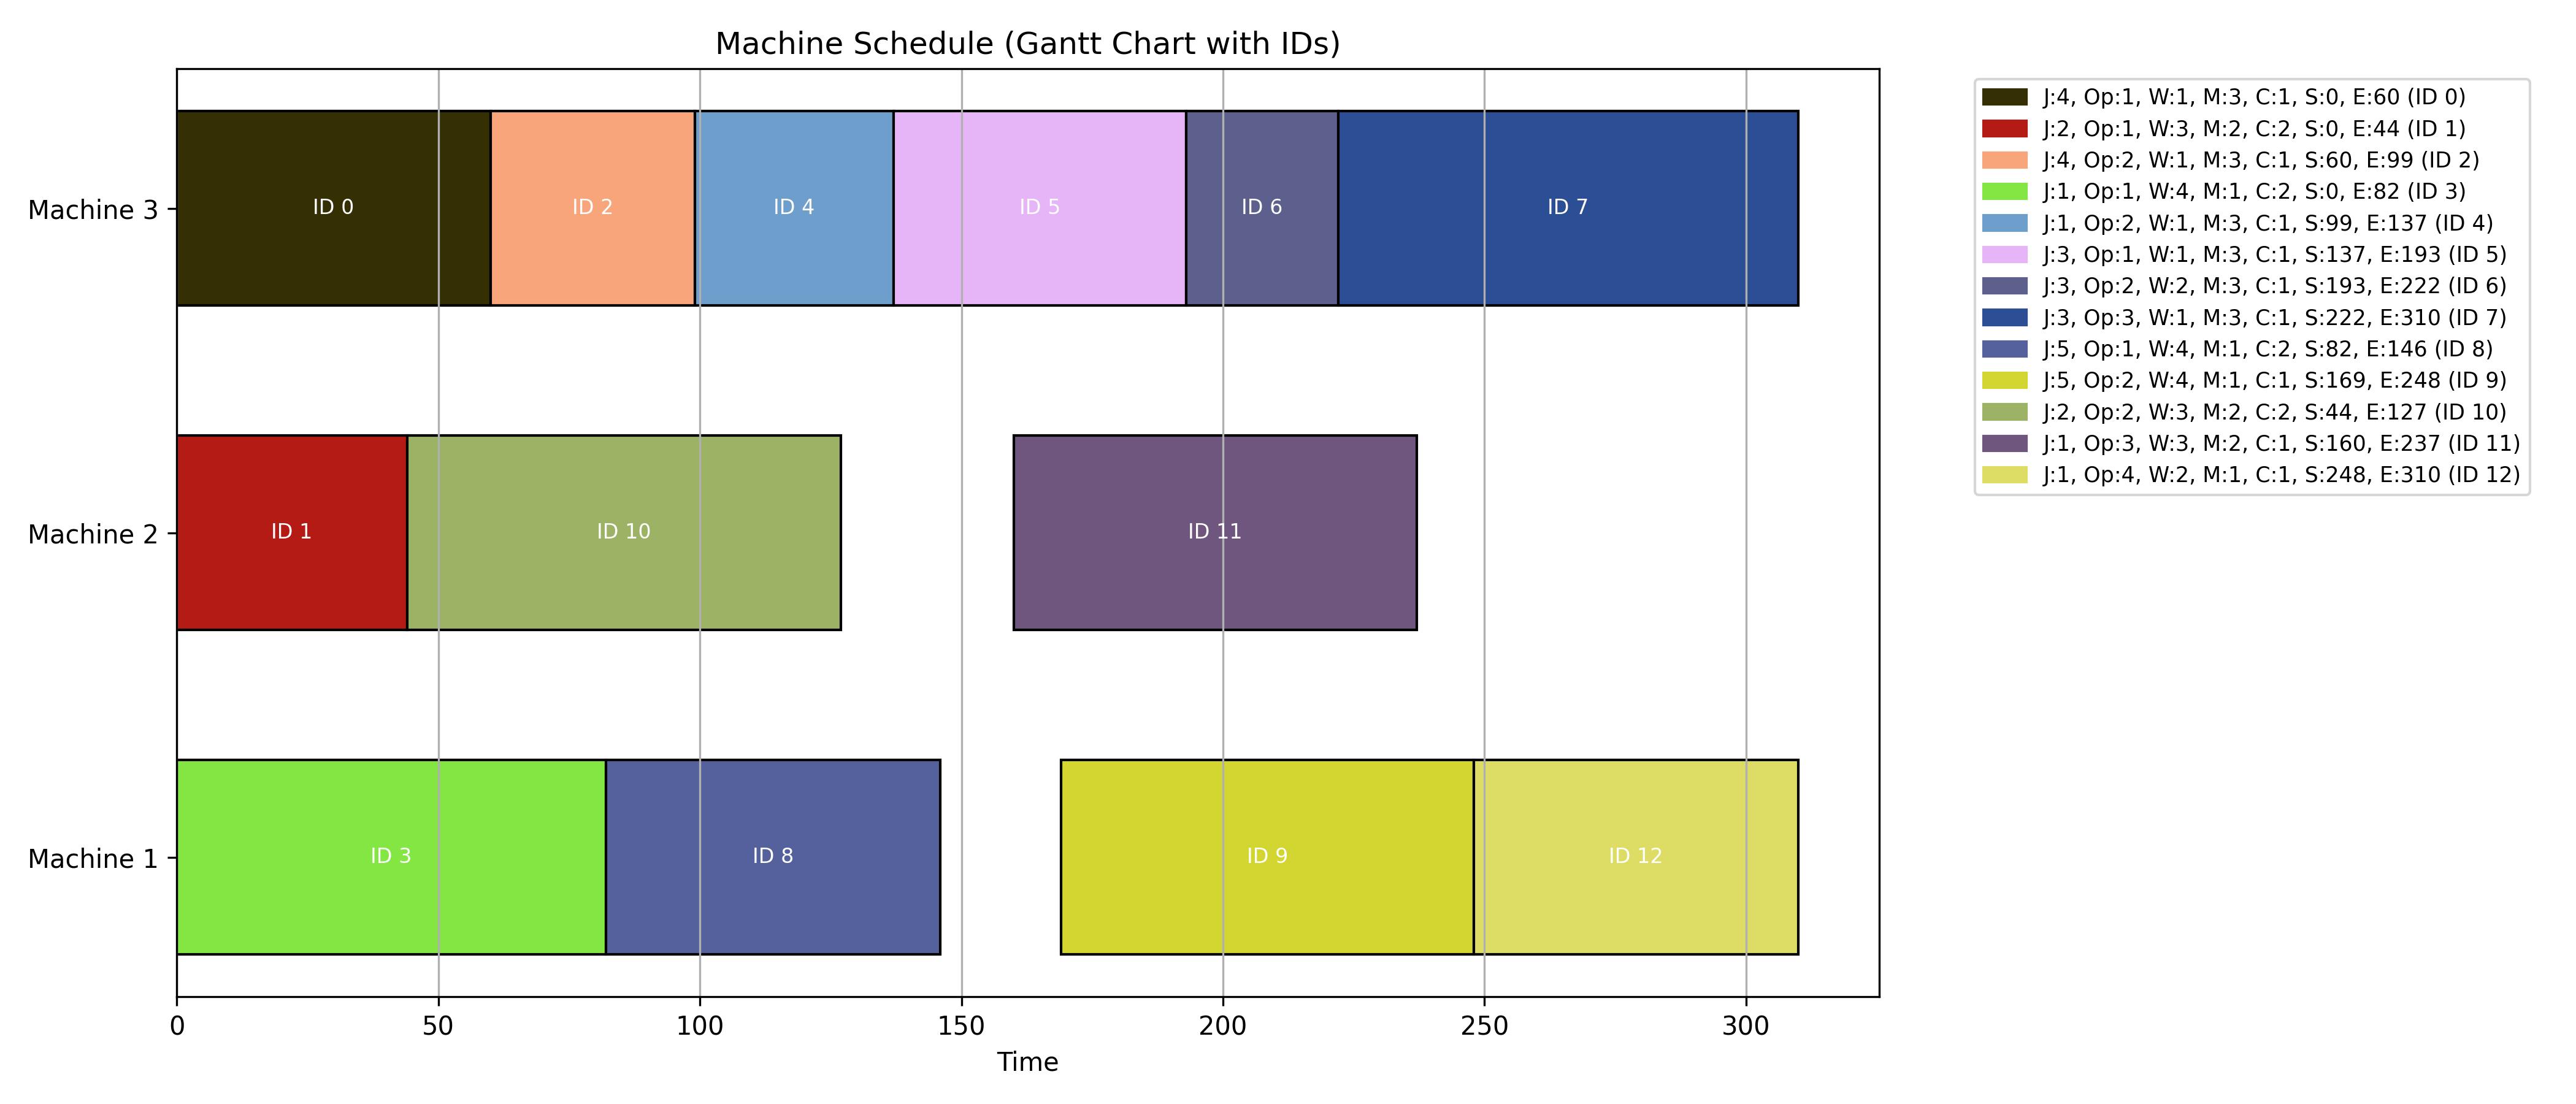 Machine Schedule (Gantt Chart with IDs)
Machine 3
ID 0
ID 2
ID 4
ID 5
ID 6
ID 7
Machine 2
ID 1
ID 10
ID 11
Machine 1
ID 3
ID 8
ID 9
ID 12
0 50 100 150 200 250 300
Time
J:4, Op:1, W:1, M:3, C:1, S:0, E:60 (ID 0)
J:2, Op:1, W:3, M:2, C:2, S:0, E:44 (ID 1)
J:4, Op:2, W:1, M:3, C:1, S:60, E:99 (ID 2)
J:1, Op:1, W:4, M:1, C:2, S:0, E:82 (ID 3)
J:1, Op:2, W:1, M:3, C:1, S:99, E:137 (ID 4)
J:3, Op:1, W:1, M:3, C:1, S:137, E:193 (ID 5)
J:3, Op:2, W:2, M:3, C:1, S:193, E:222 (ID 6)
J:3, Op:3, W:1, M:3, C:1, S:222, E:310 (ID 7)
J:5, Op:1, W:4, M:1, C:2, S:82, E:146 (ID 8)
J:5, Op:2, W:4, M:1, C:1, S:169, E:248 (ID 9)
J:2, Op:2, W:3, M:2, C:2, S:44, E:127 (ID 10)
J:1, Op:3, W:3, M:2, C:1, S:160, E:237 (ID 11)
J:1, Op:4, W:2, M:1, C:1, S:248, E:310 (ID 12)